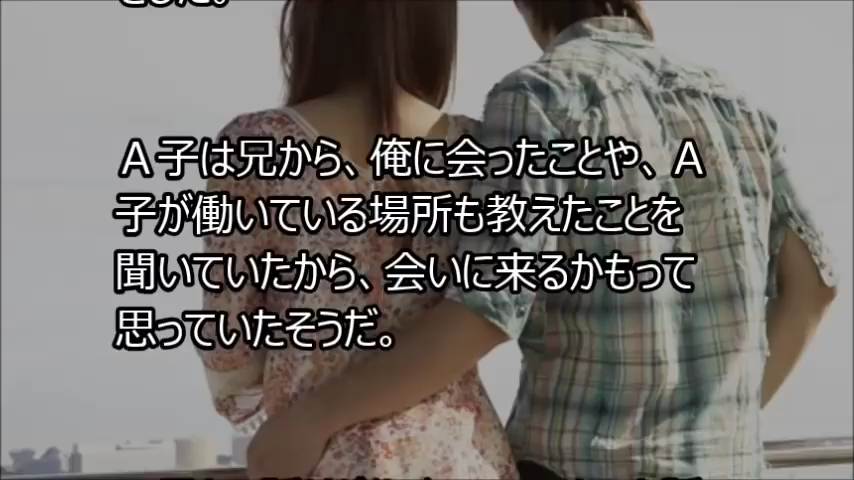 Ａ子は兄から、俺に会ったことや、Ａ
子が働いている場所も教えたことを
聞いていたから、会いに来るかもって
思っていたそうだ。